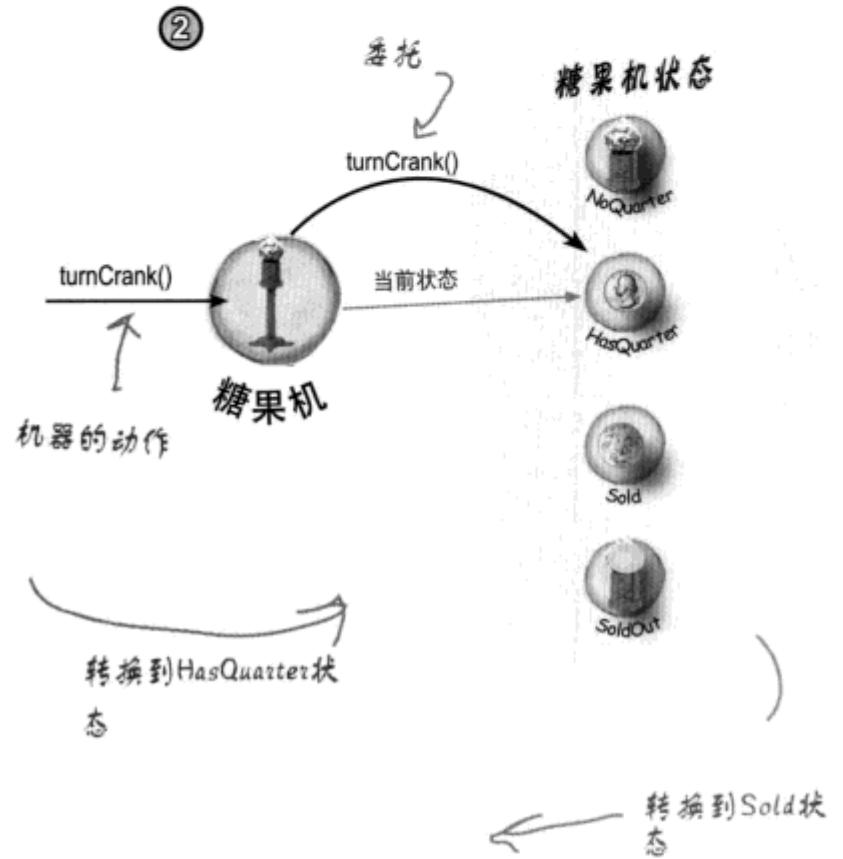 2
委托
糖果机状态
turnCrank()
NoQuarter
turnCrank()
当前状态
HasQuarter
糖果机
机器的动作
Sold
SoldOut
转换到HasQuarter状
态
转换到Sold状
态